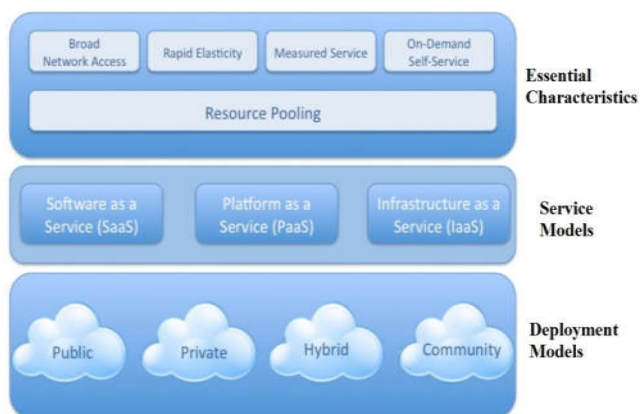 Broad
Network Access
Rapid Elasticity
Measured Service
On-Demand
Self-Service
Resource Pooling
Essential
Characteristics
Software as a
Service (SaaS)
Platform as a
Service (PaaS)
Infrastructure as a
Service (IaaS)
Service
Models
Public
Private
Hybrid
Community
Deployment
Models